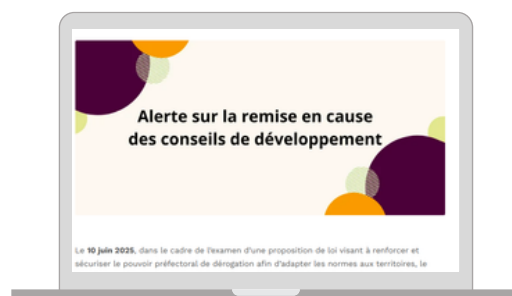 Alerte sur la remise en cause
des conseils de développement
Le 10 juin 2025, dans le cadre de l'examen d'une proposition de loi visant à renforcer et
sécuriser le pouvoir préfectoral de dérogation afin d'adapter les normes aux territoires, le